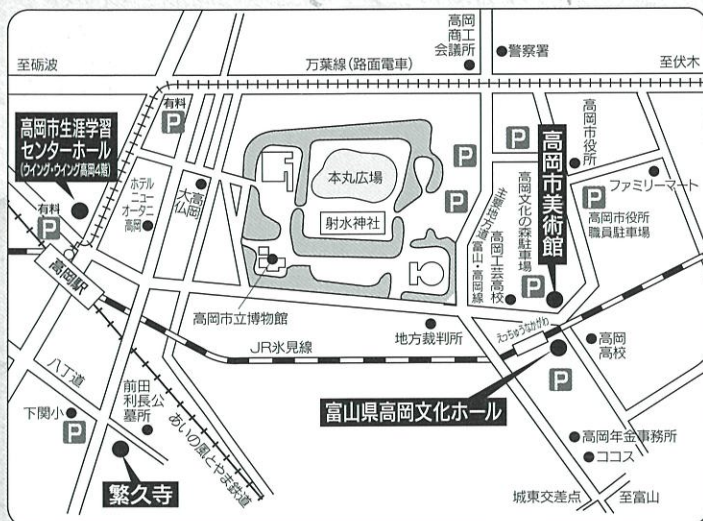 至砺波
万葉線(路面電車)
高岡
商工
会議所
警察署
至伏木
有料
P
高岡市生涯学習
センターホール
(ウイング・ウイング高岡4階)
有料
P
高岡駅
ホテル
ニュー
オータニ
高岡
高岡
大仏
本丸広場
射水神社
高岡市立博物館
P
P
P
主要地方道 富山・高岡線
高岡工芸高校
高岡文化の森駐車場
P
高岡市美術館
高岡市役所
ファミリーマート
P
高岡市役所
職員駐車場
地方裁判所
JR氷見線
えっちゅうなかがわ
高岡
高校
P
富山県高岡文化ホール
八丁道
下関小
P
前田
利長公
墓所
あいの風とやま鉄道
繁久寺
高岡年金事務所
ココス
城東交差点
至富山